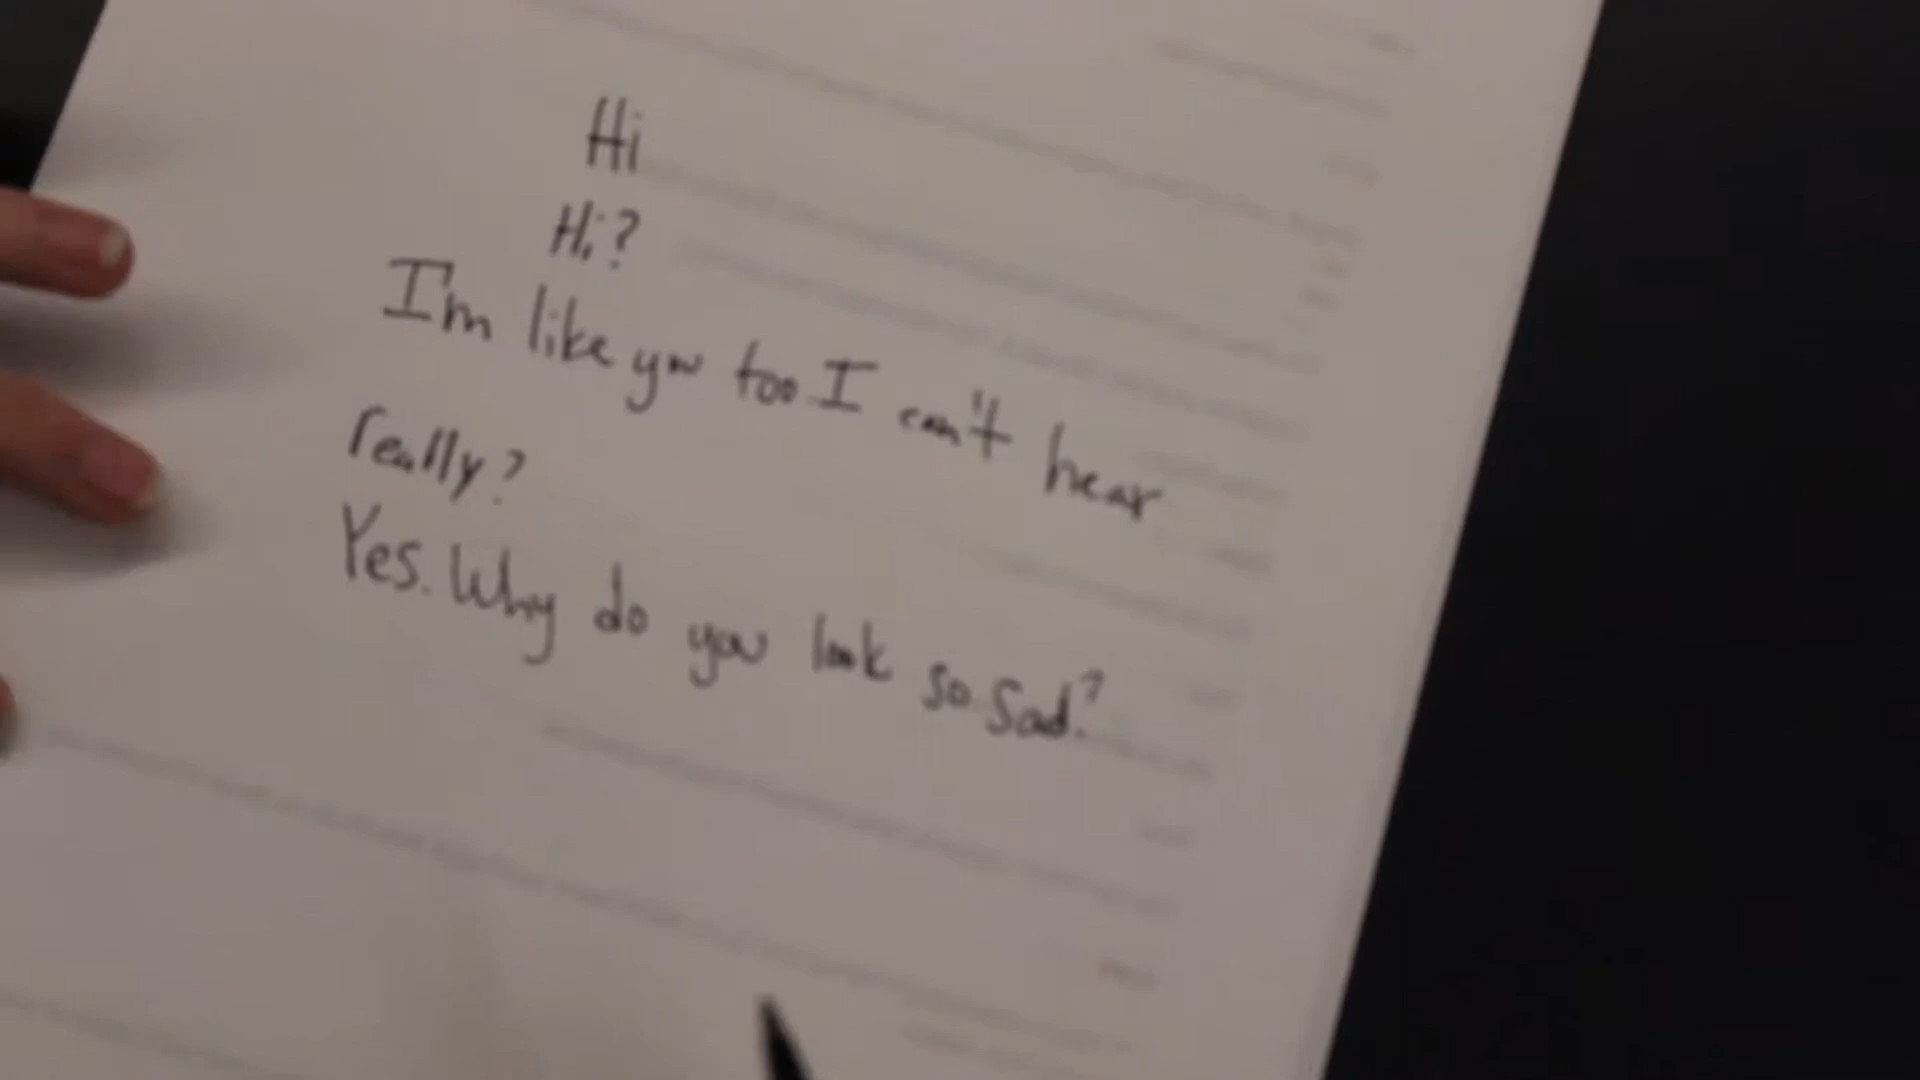 Hi
Hi?
I'm like you too I can't hear
really?
Yes. Why do you look so sad?